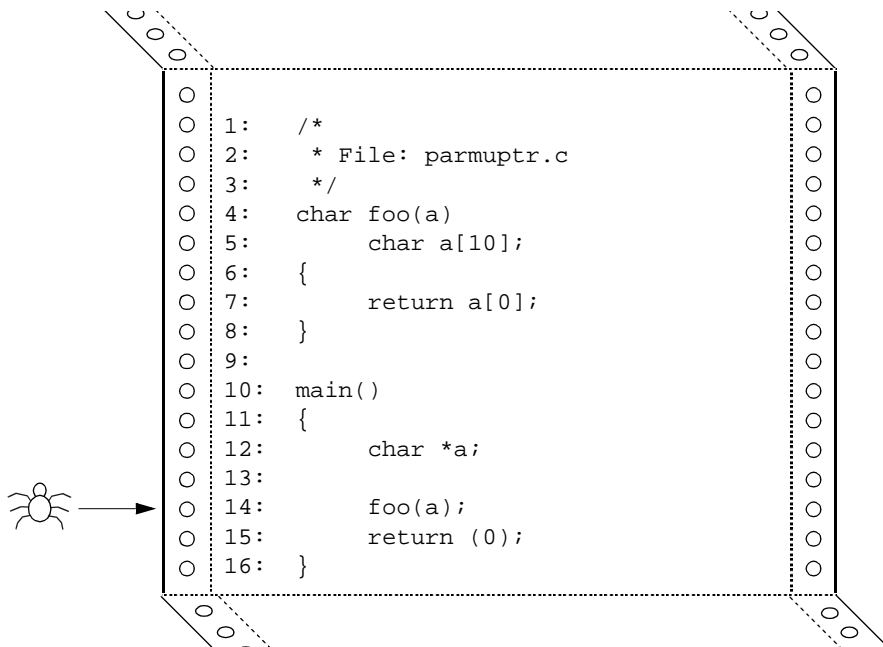 1: /*
2: * File: parmuptr.c
3: */
4: char foo(a)
5: char a[10];
6: {
7: return a[0];
8: }
9:
10: main()
11: {
12: char *a;
13:
14: foo(a);
15: return (0);
16: }